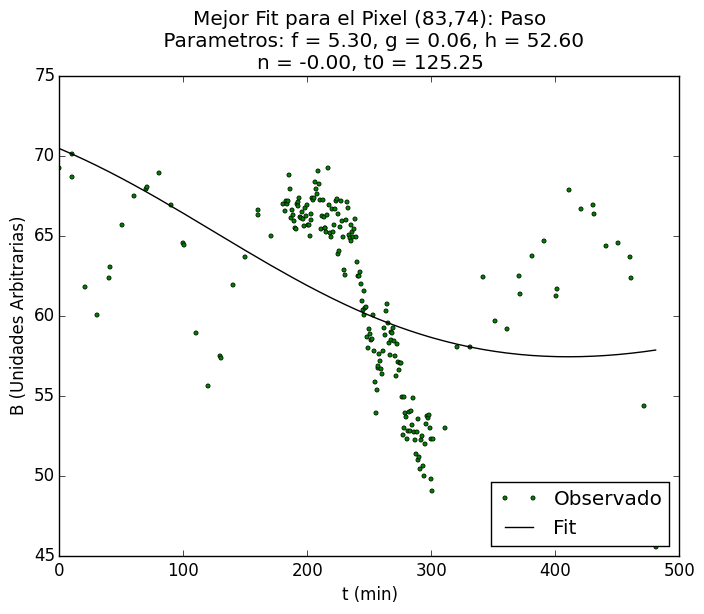 Mejor Fit para el Pixel (83,74): Paso
Parametros: f = 5.30, g = 0.06, h = 52.60
n = -0.00, t0 = 125.25
75
70
65
60
55
50
45
B (Unidades Arbitrarias)
Observado
Fit
0 100 200 300 400 500
t (min)